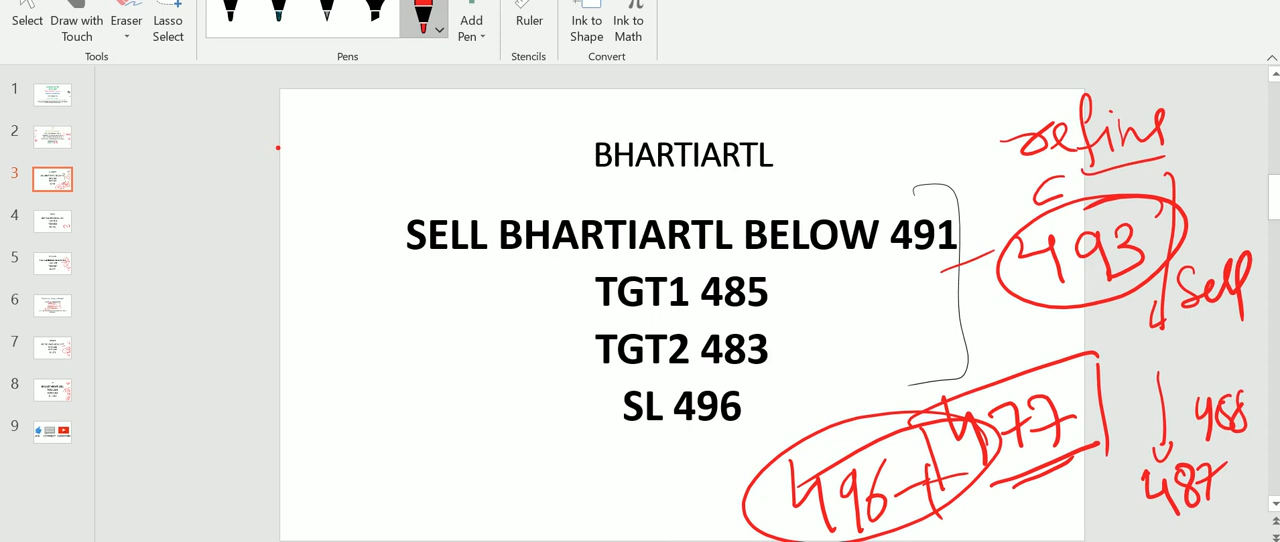 Select
Draw with
Touch
Eraser
Lasso
Select
Add
Pen
Ruler
Ink to
Shape
Ink to
Math
Tools
Pens
Stencils
Convert
1
2
3
4
5
6
7
8
9
BHARTIARTL
SELL BHARTIARTL BELOW 491
TGT1 485
TGT2 483
SL 496
493
Sell
477
496
488
487